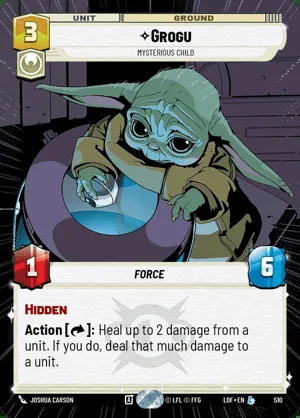 UNIT GROUND
3
✧GROGU
MYSTERIOUS CHILD
1
FORCE
6
HIDDEN
Action [↷]: Heal up to 2 damage from a
unit. If you do, deal that much damage to
a unit.
JOSHUA CARSON © LFL © FFG LOF • EN 510